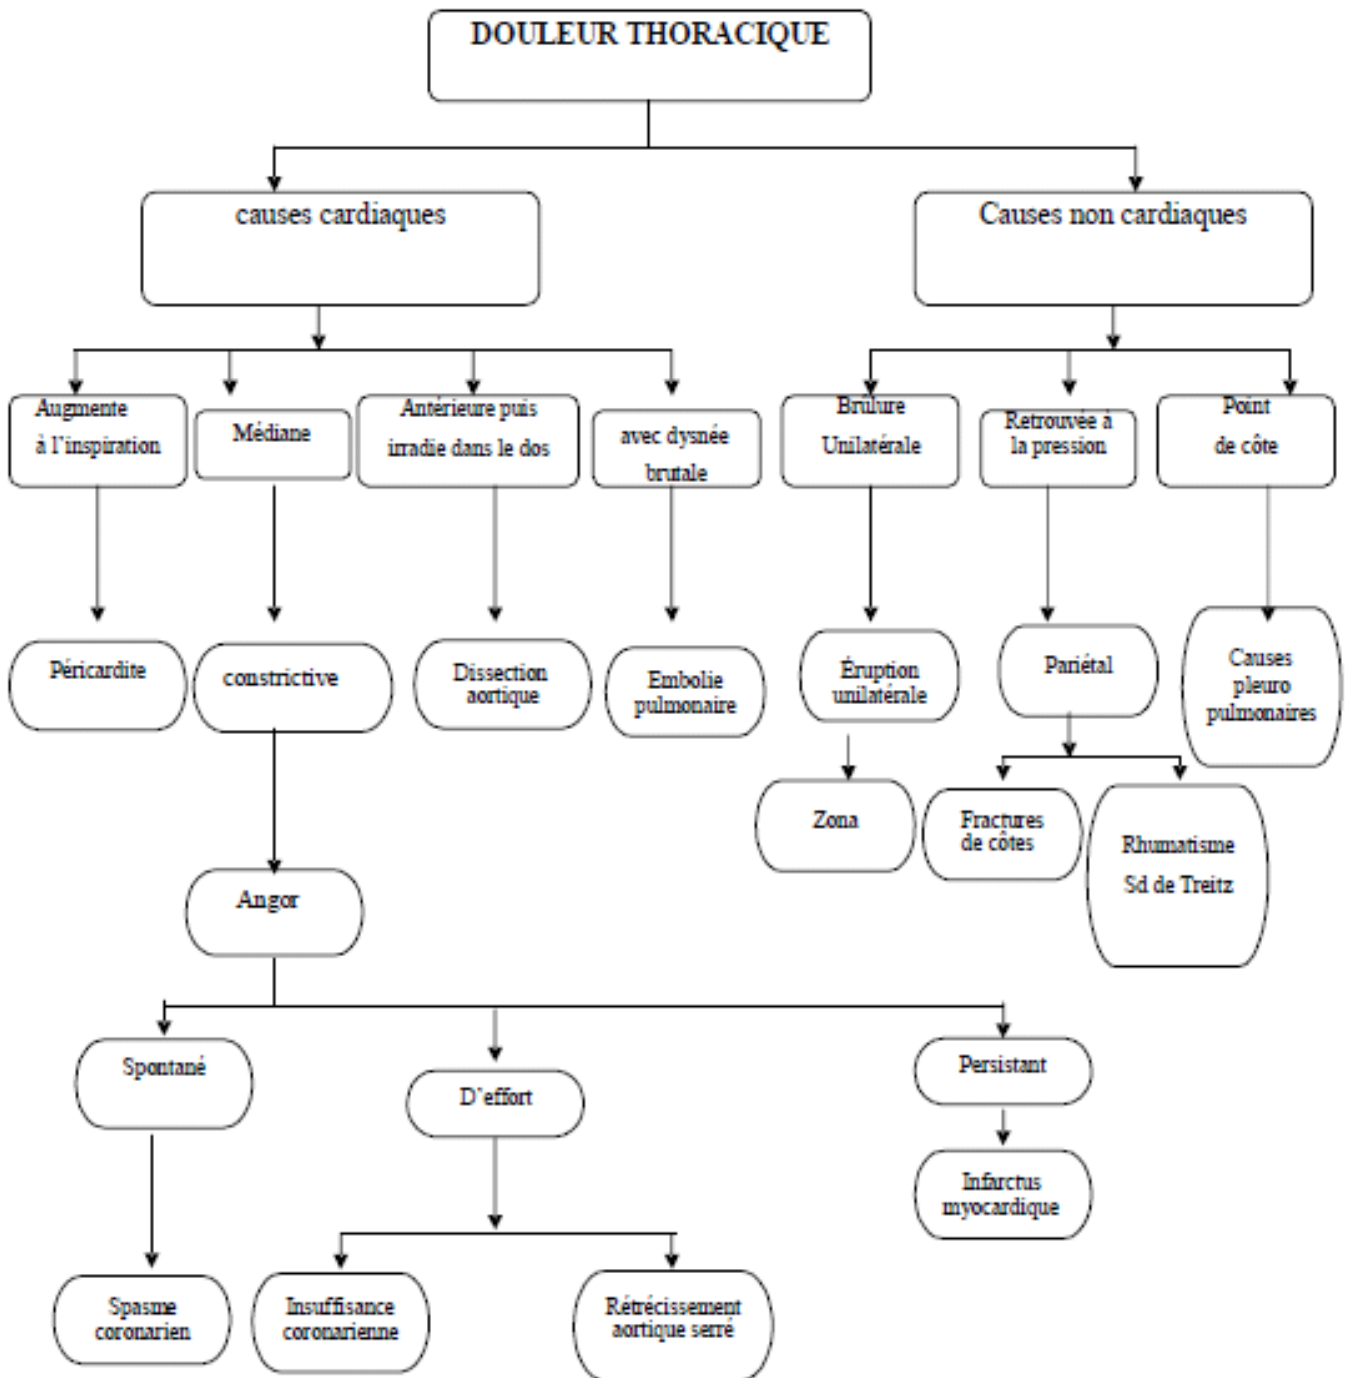 DOULEUR THORACIQUE
causes cardiaques
Causes non cardiaques
Augmente
à l'inspiration
Médiane
Antérieure puis
irradie dans le dos
avec dysnée
brutale
Brûlure
Unilatérale
Retrouvée à
la pression
Point
de côte
Péricardite
constrictive
Dissection
aortique
Embolie
pulmonaire
Éruption
unilatérale
Pariétal
Causes
pleuro
pulmonaires
Zona
Fractures
de côtes
Rhumatisme
Sd de Treitz
Angor
Spontané
D'effort
Persistant
Infarctus
myocardique
Spasme
coronarien
Insuffisance
coronarienne
Rétrécissement
aortique serré